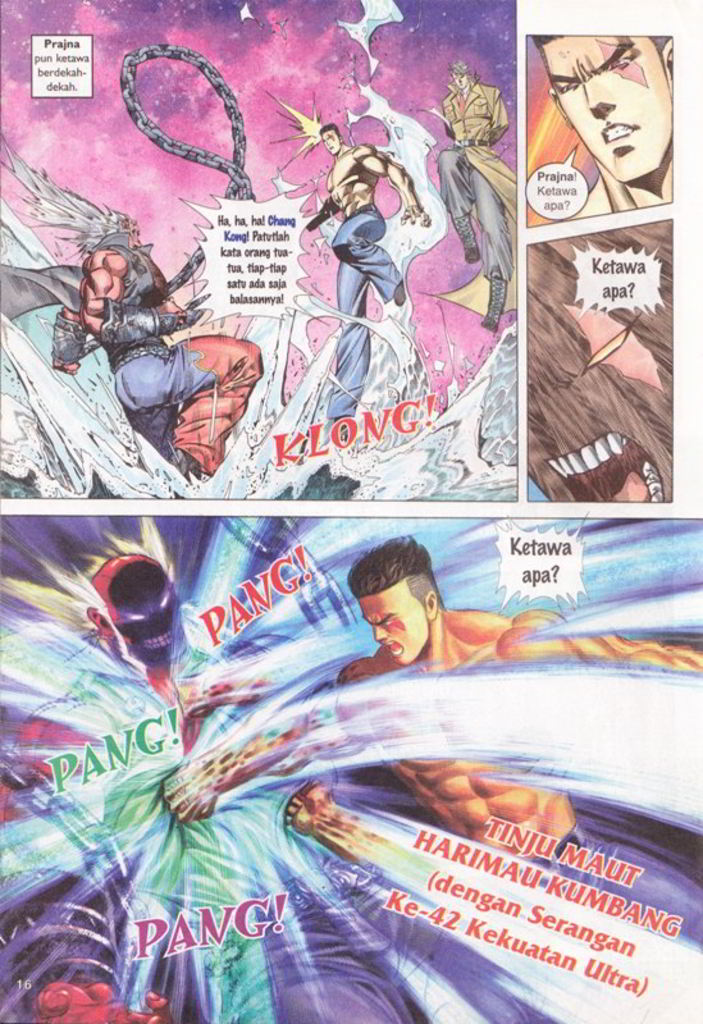 Prajna
pun ketawa
berdekah-
dekah.
Ha, ha, ha! Chang
Kong! Patutlah
kata orang tua-
tua, tiap-tiap
satu ada saja
balasannya!
KLONG!
Prajna!
Ketawa
apa?
Ketawa
apa?
Ketawa
apa?
PANG!
PANG!
PANG!
TINJU MAUT
HARIMAU KUMBANG
(dengan Serangan
Ke-42 Kekuatan Ultra)
16